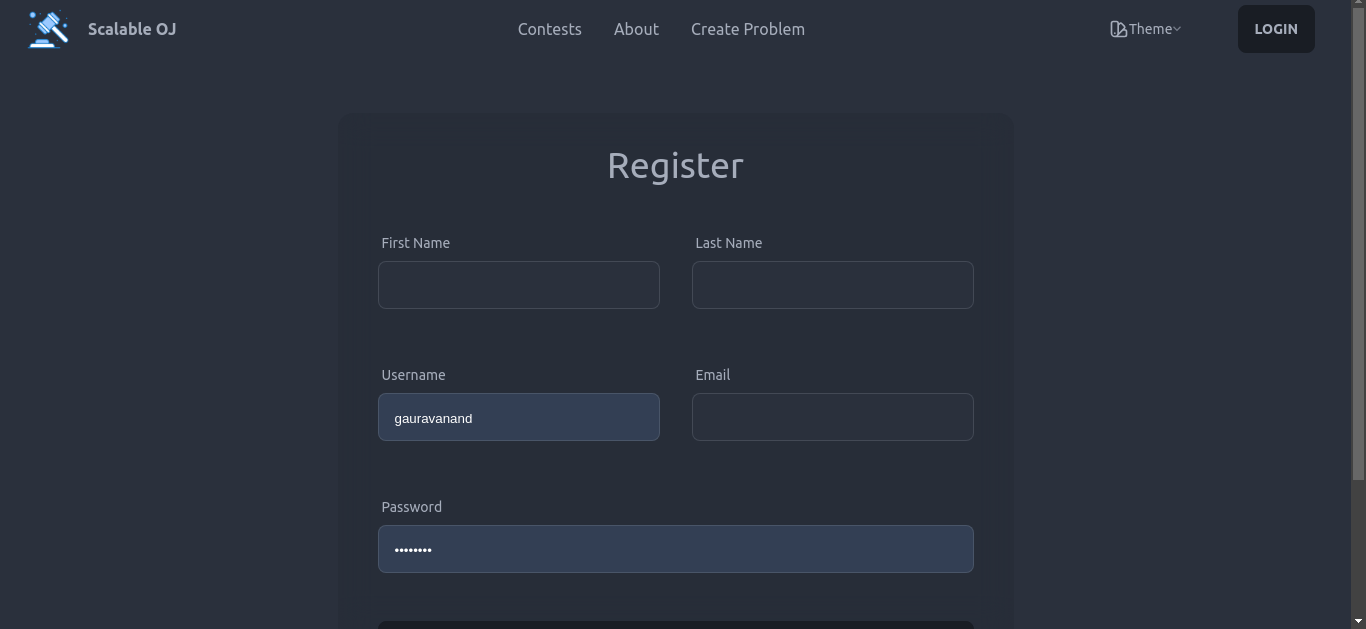 Scalable OJ Contests About Create Problem Theme LOGIN
Register
First Name Last Name
Username Email
gauravanand
Password
••••••••